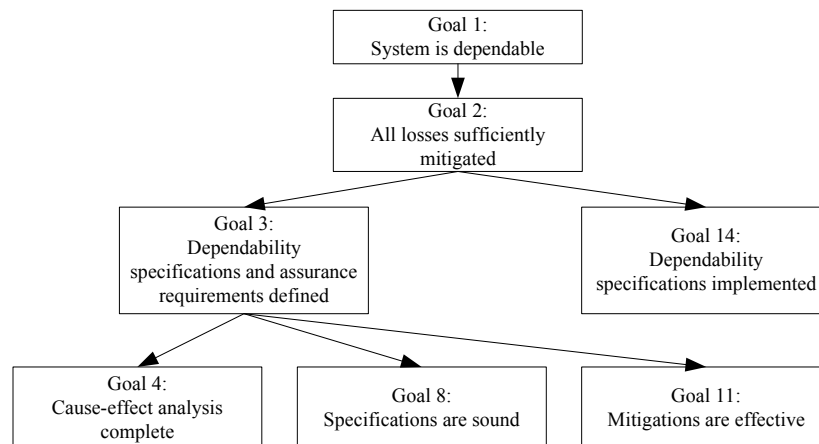 Goal 1:
System is dependable
Goal 2:
All losses sufficiently
mitigated
Goal 3:
Dependability
specifications and assurance
requirements defined
Goal 14:
Dependability
specifications implemented
Goal 4:
Cause-effect analysis
complete
Goal 8:
Specifications are sound
Goal 11:
Mitigations are effective